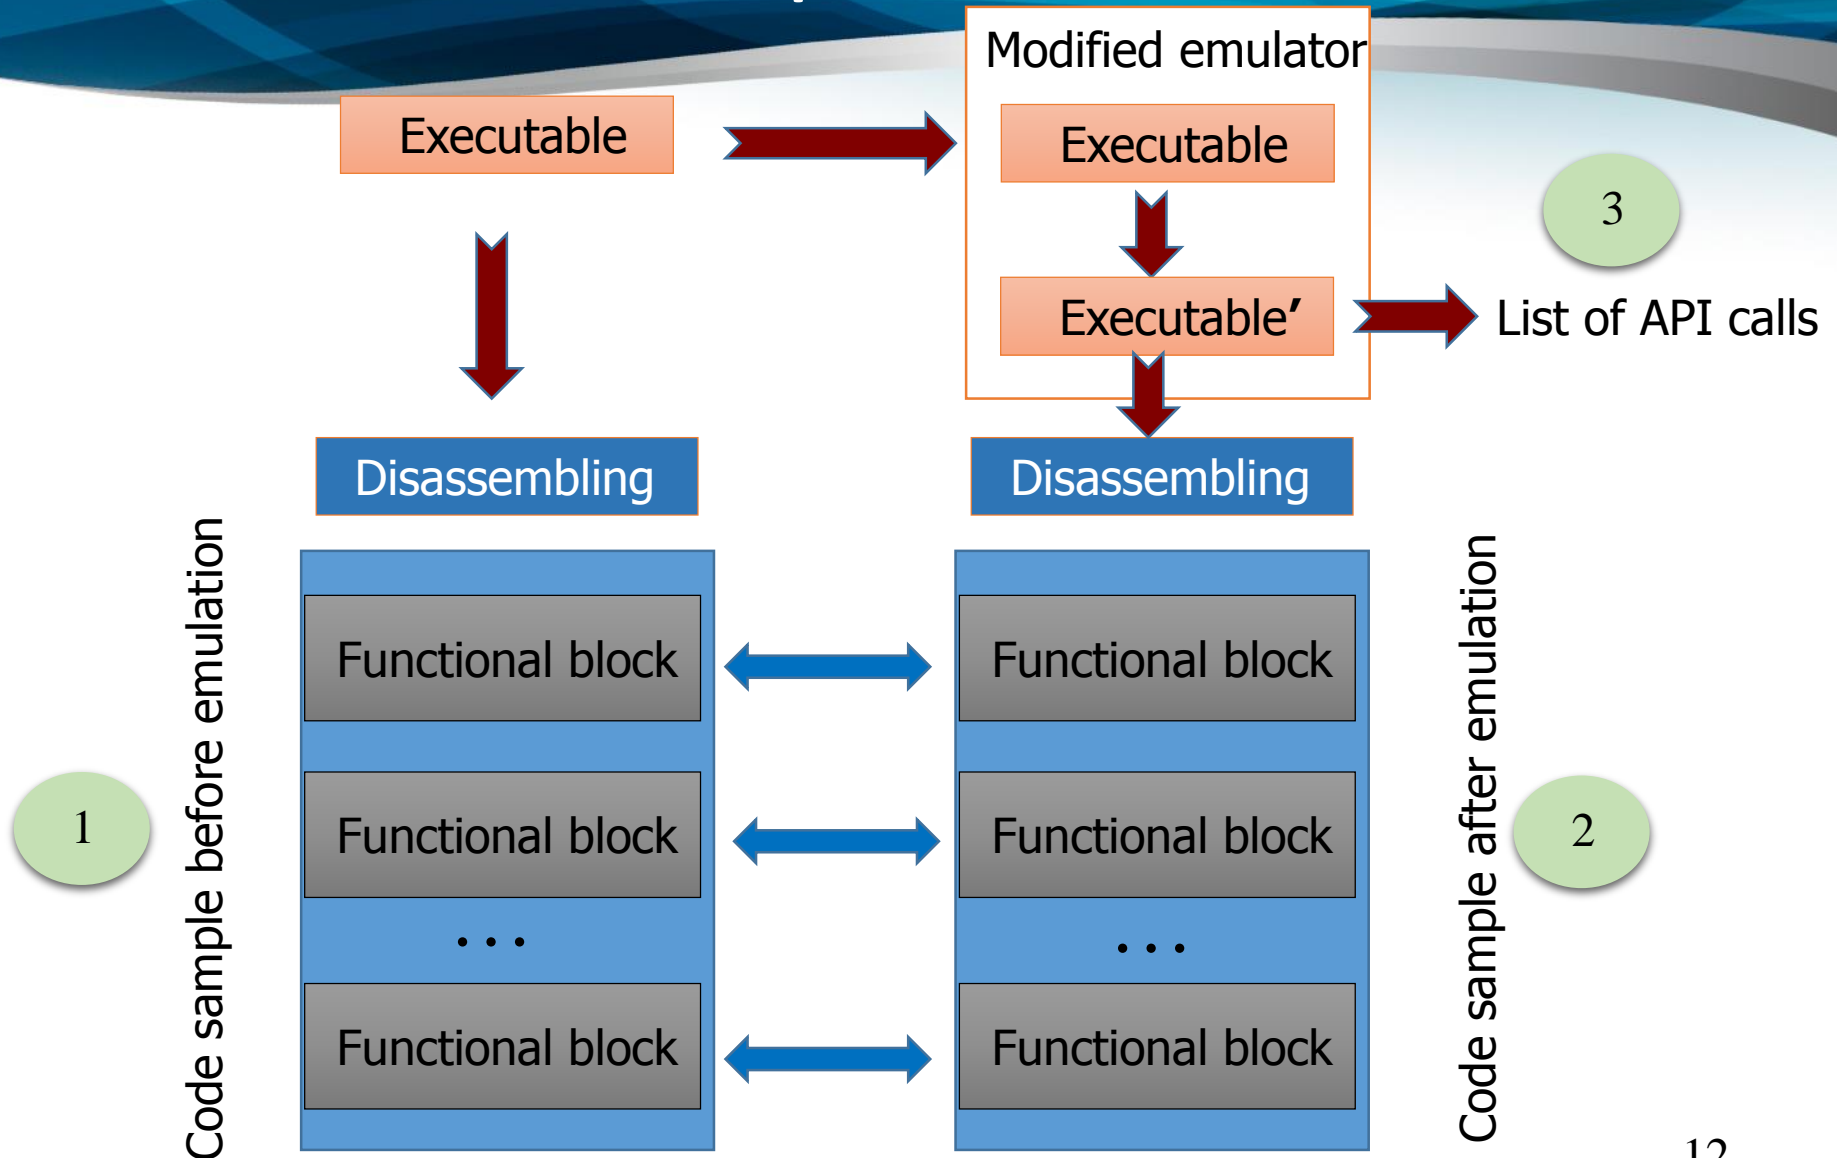 Modified emulator
Executable
Executable
3
Executable′
List of API calls
Disassembling
Disassembling
Code sample before emulation
Code sample after emulation
Functional block
Functional block
1
Functional block
Functional block
2
...
...
Functional block
Functional block
12